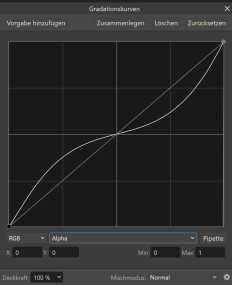 Gradationskurven
Vorgabe hinzufügen Zusammenlegen Löschen Zurücksetzen
RGB Alpha Pipette
X: 0 Y: 0 Min: 0 Max: 1
Deckkraft: 100 % Mischmodus: Normal